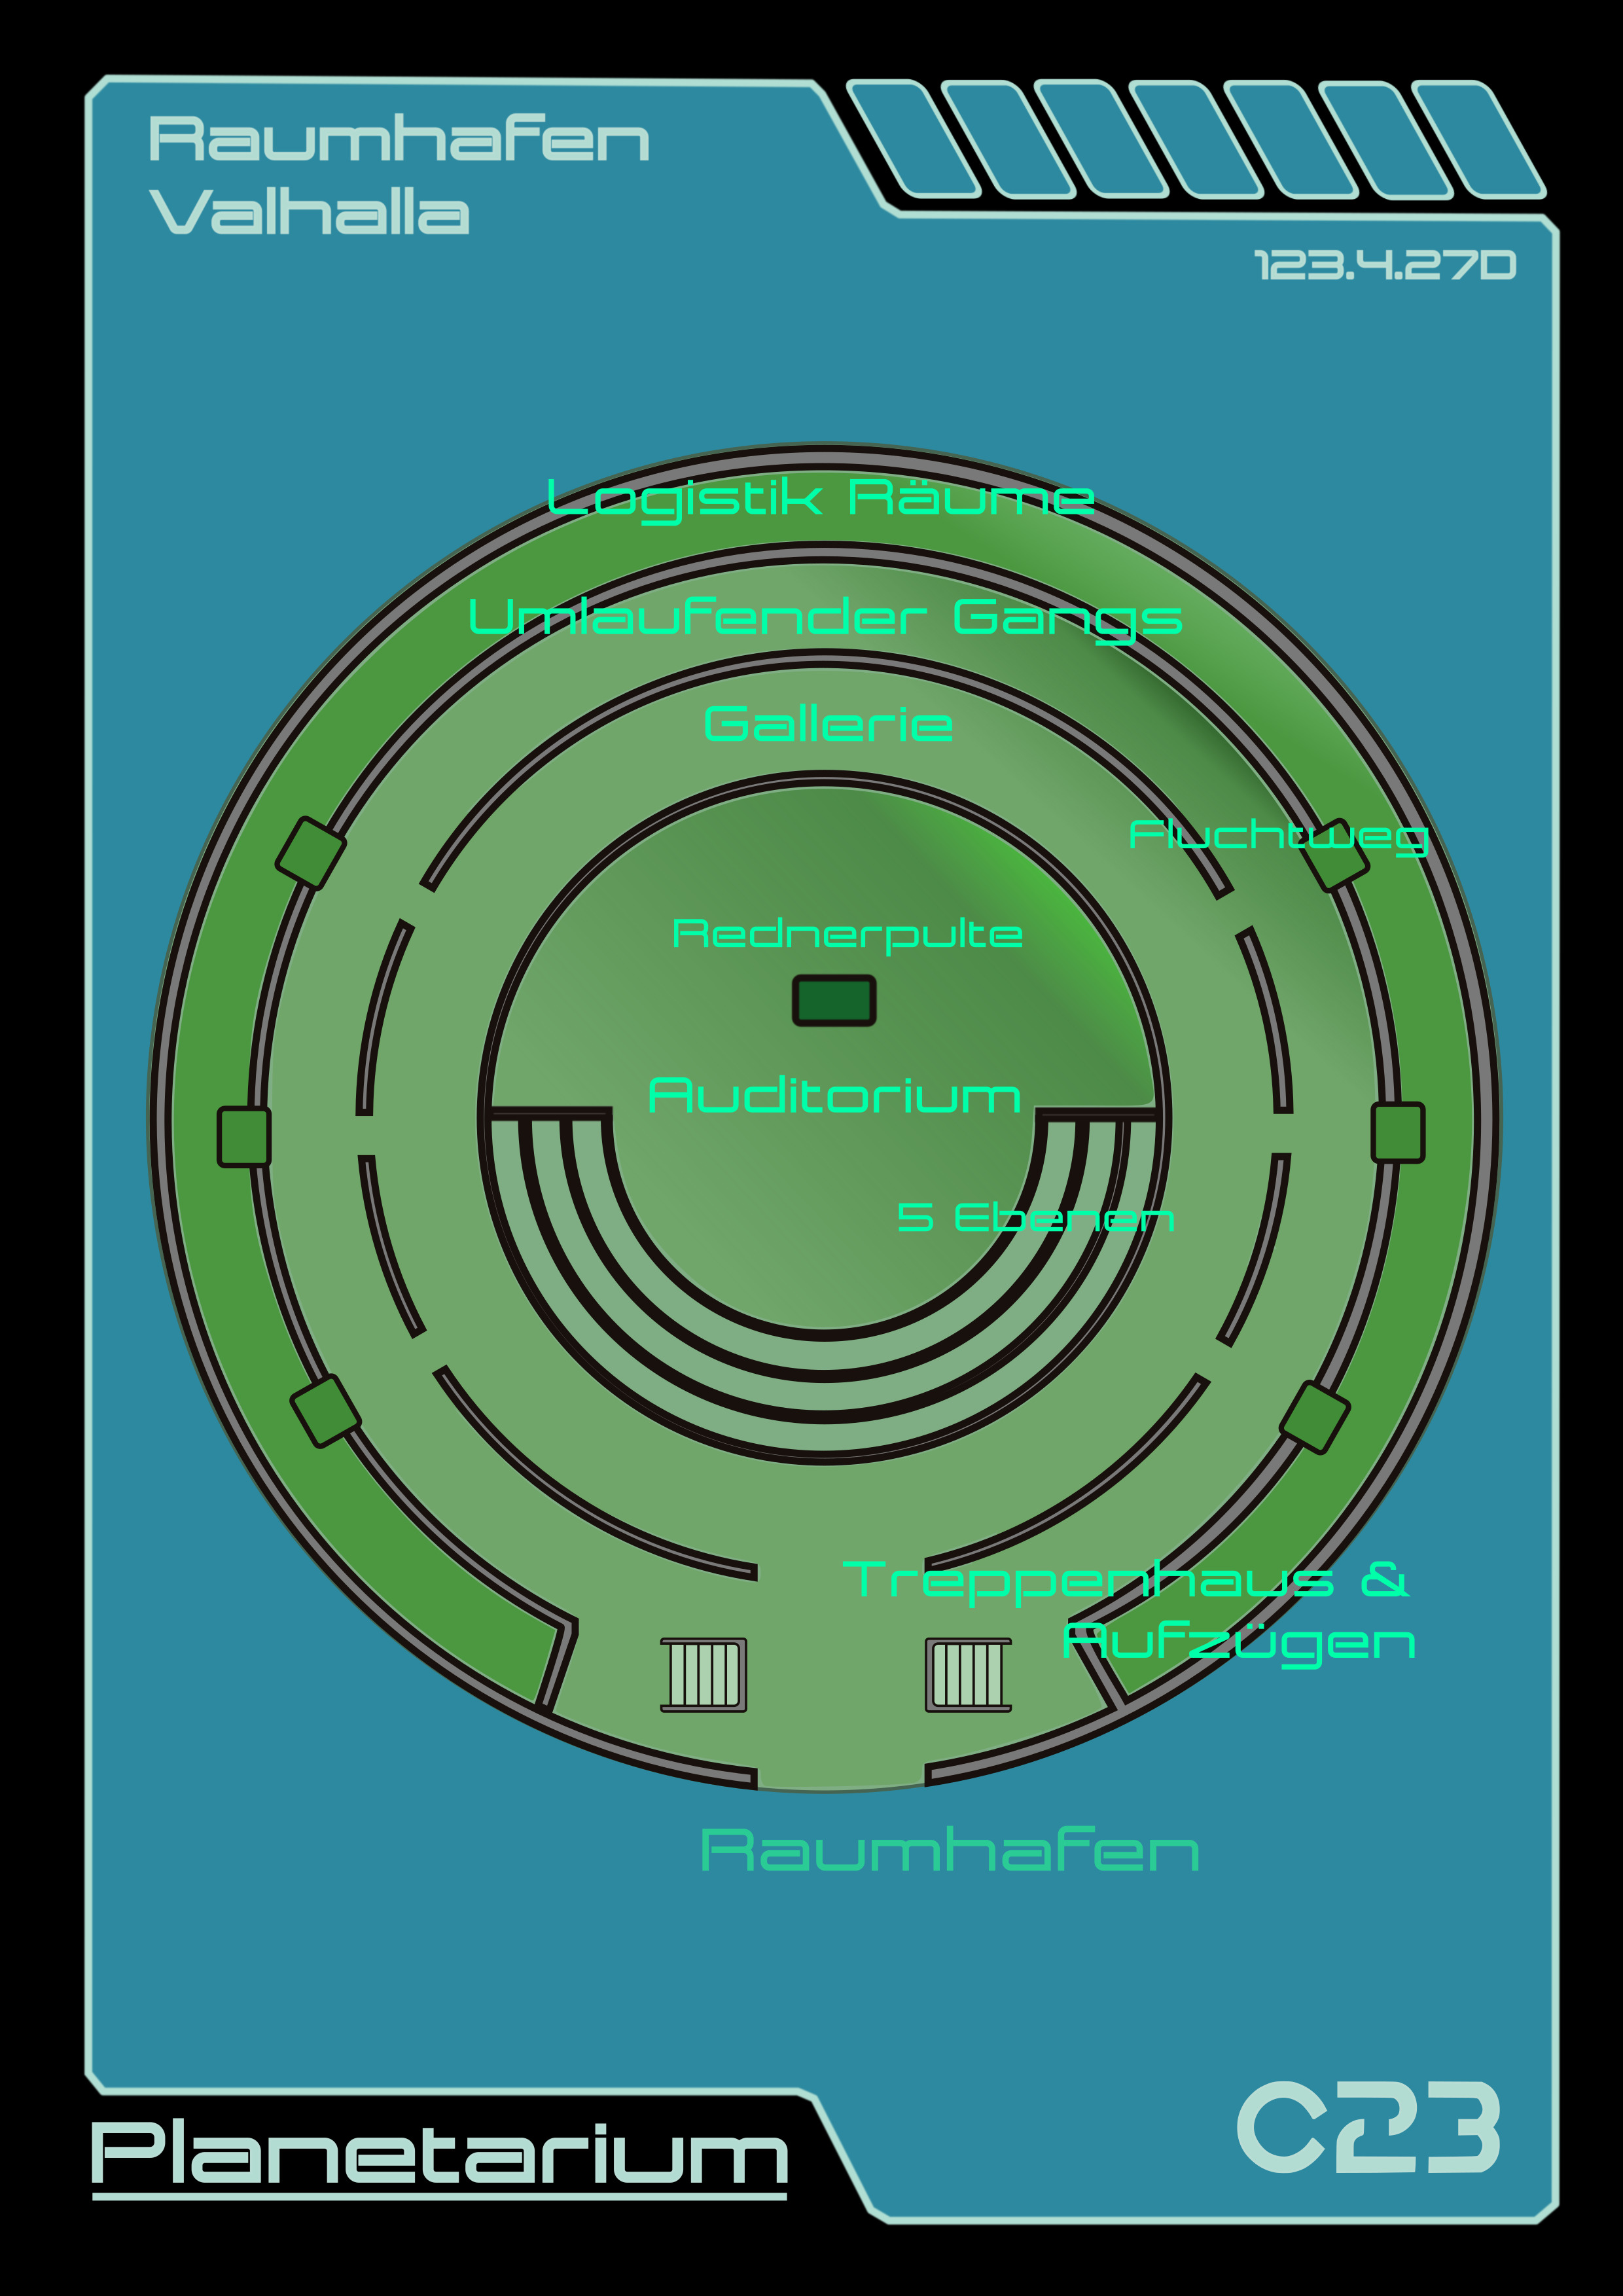 Raumhafen
Valhalla
123.4.27D
Logistik Räume
Umlaufender Gangs
Gallerie
Fluchtweg
Rednerpulte
Auditorium
5 Ebenen
Treppenhaus &
Aufzügen
Raumhafen
Planetarium
C23